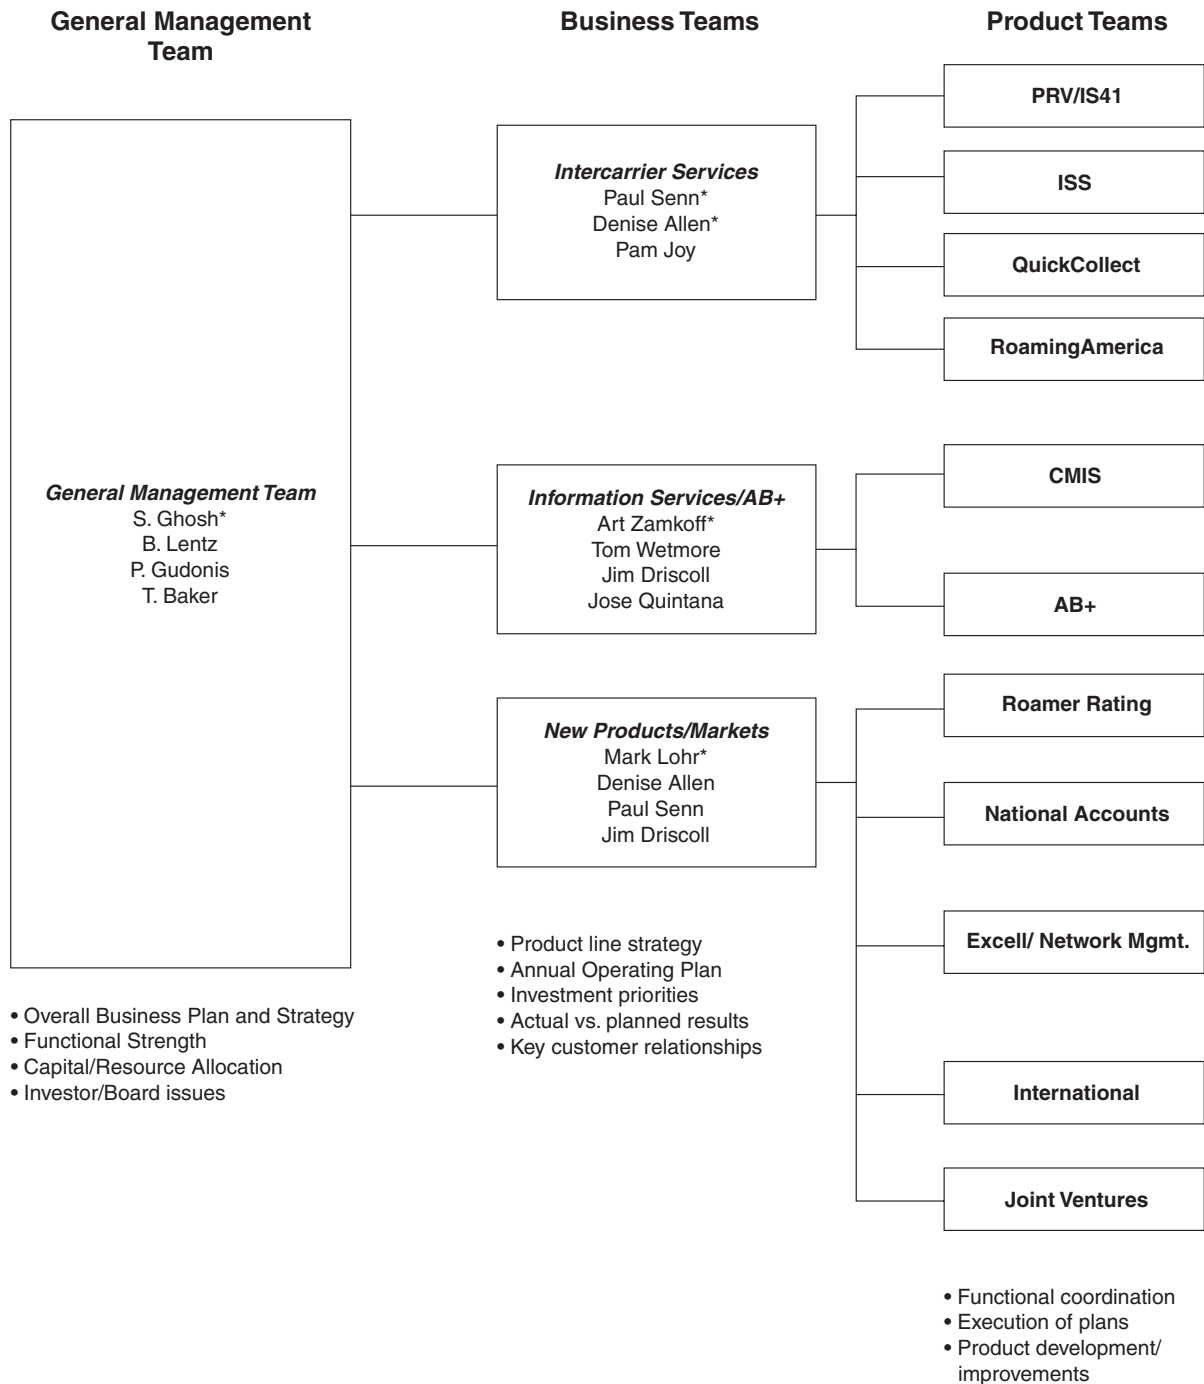 General Management
Team
General Management Team
S. Ghosh*
B. Lentz
P. Gudonis
T. Baker
• Overall Business Plan and Strategy
• Functional Strength
• Capital/Resource Allocation
• Investor/Board issues
Business Teams
Intercarrier Services
Paul Senn*
Denise Allen*
Pam Joy
Information Services/AB+
Art Zamkoff*
Tom Wetmore
Jim Driscoll
Jose Quintana
New Products/Markets
Mark Lohr*
Denise Allen
Paul Senn
Jim Driscoll
• Product line strategy
• Annual Operating Plan
• Investment priorities
• Actual vs. planned results
• Key customer relationships
Product Teams
PRV/IS41
ISS
QuickCollect
RoamingAmerica
CMIS
AB+
Roamer Rating
National Accounts
Excell/ Network Mgmt.
International
Joint Ventures
• Functional coordination
• Execution of plans
• Product development/
improvements